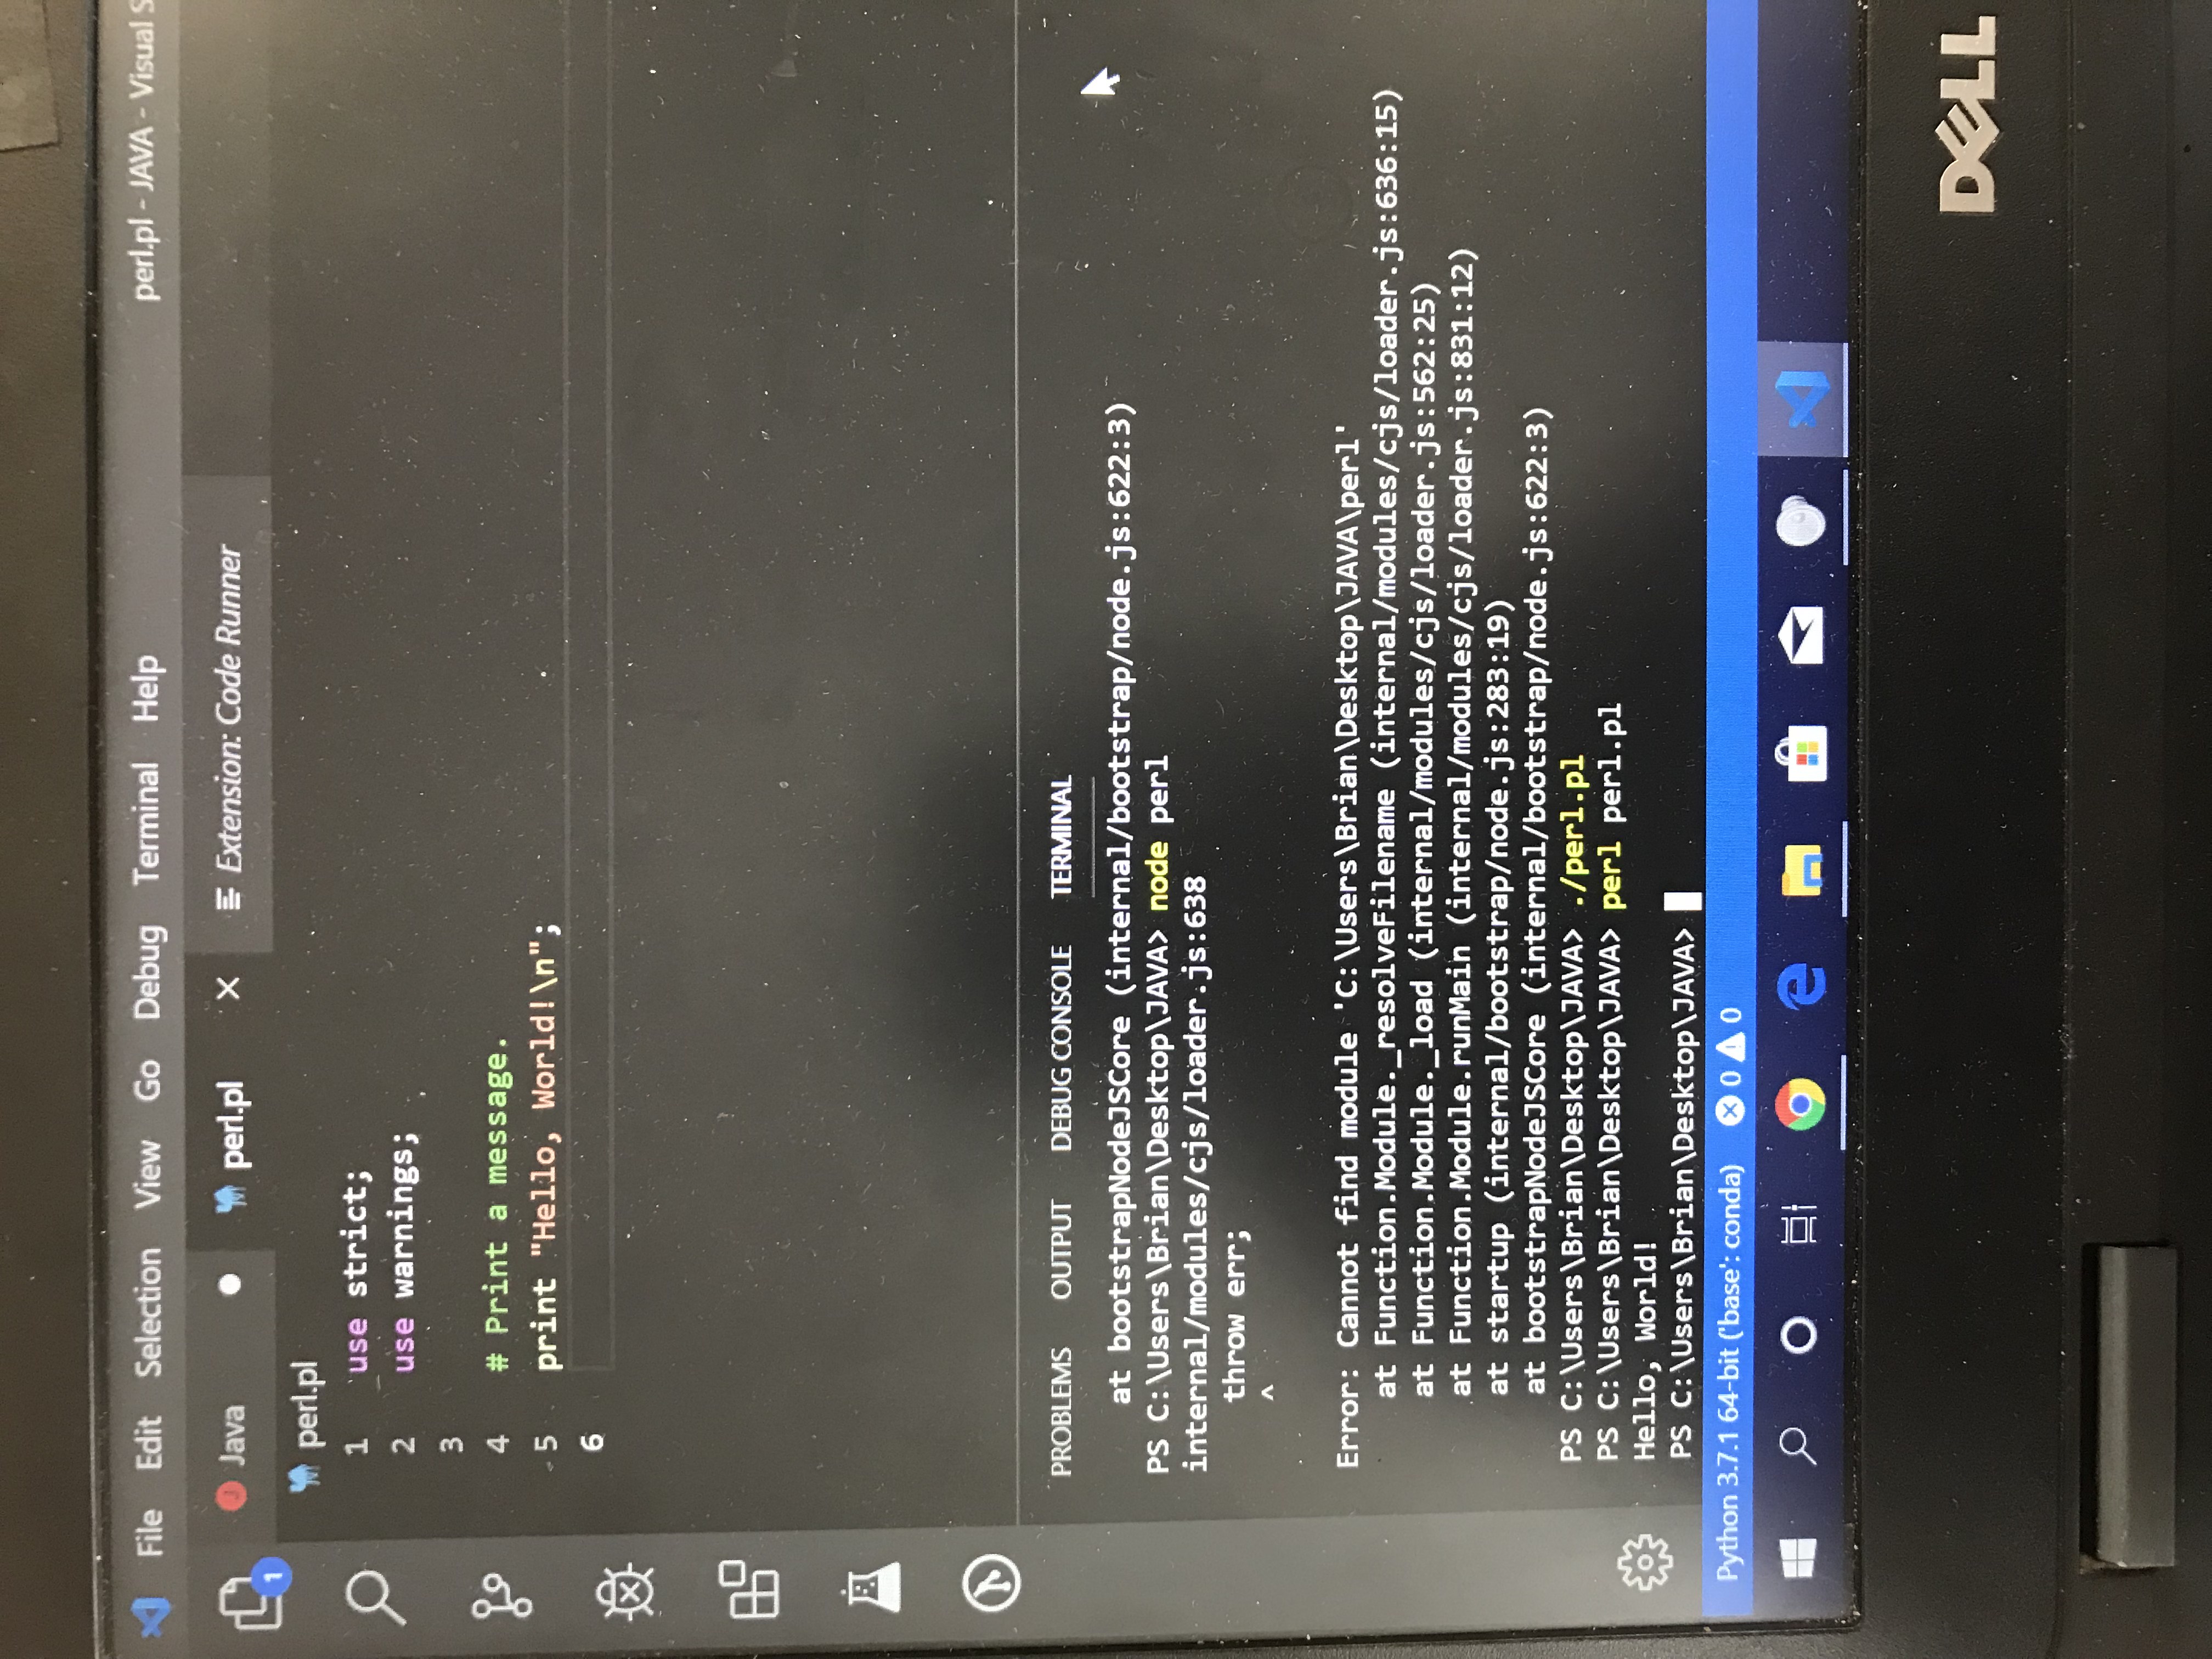 File Edit Selection View Go Debug Terminal Help perl.pl - JAVA - Visual S
1
J Java perl.pl Extension: Code Runner
perl.pl
1 use strict;
2 use warnings;
3
4 # Print a message.
5 print "Hello, World!\n";
6
PROBLEMS OUTPUT DEBUG CONSOLE TERMINAL
at bootstrapNodeJSCore (internal/bootstrap/node.js:622:3)
PS C:\Users\Brian\Desktop\JAVA> node perl
internal/modules/cjs/loader.js:638
throw err;
^
Error: Cannot find module 'C:\Users\Brian\Desktop\JAVA\perl'
at Function.Module._resolveFilename (internal/modules/cjs/loader.js:636:15)
at Function.Module._load (internal/modules/cjs/loader.js:562:25)
at Function.Module.runMain (internal/modules/cjs/loader.js:831:12)
at startup (internal/bootstrap/node.js:283:19)
at bootstrapNodeJSCore (internal/bootstrap/node.js:622:3)
PS C:\Users\Brian\Desktop\JAVA> ./perl.pl
PS C:\Users\Brian\Desktop\JAVA> perl perl.pl
Hello, World!
PS C:\Users\Brian\Desktop\JAVA>
Python 3.7.1 64-bit ('base': conda) 0 0
DELL